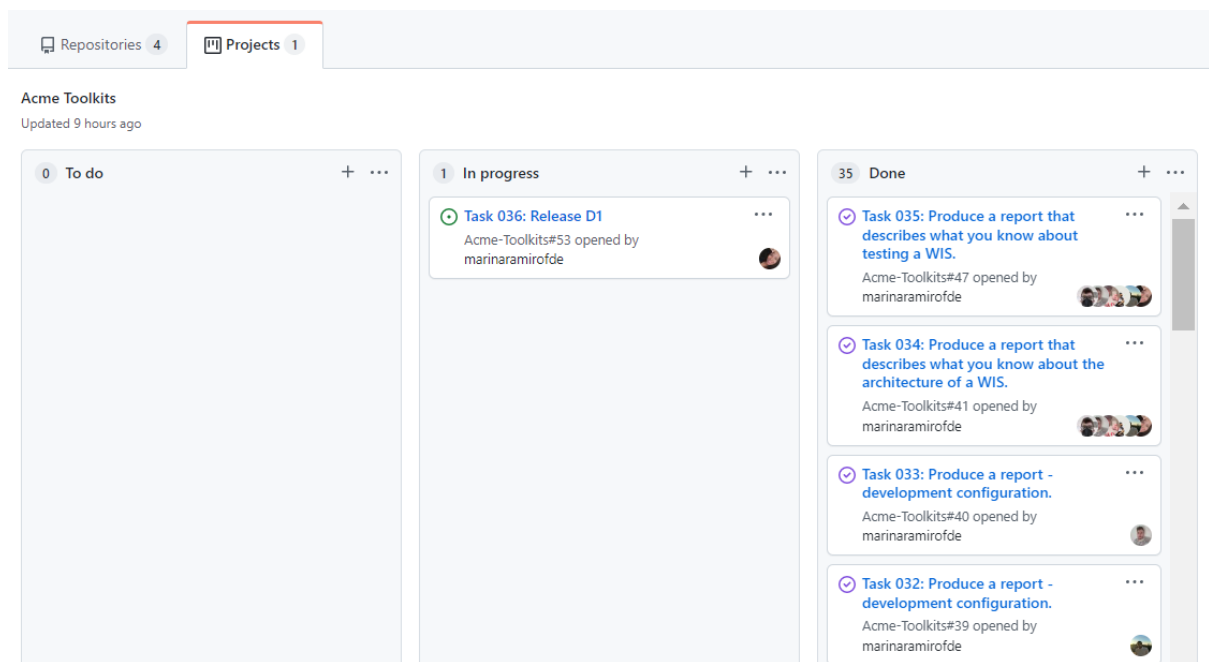 Repositories 4
Projects 1
Acme Toolkits
Updated 9 hours ago
0 To do
1 In progress
Task 036: Release D1
Acme-Toolkits#53 opened by
marinaramirofde
35 Done
Task 035: Produce a report that
describes what you know about
testing a WIS.
Acme-Toolkits#47 opened by
marinaramirofde
Task 034: Produce a report that
describes what you know about the
architecture of a WIS.
Acme-Toolkits#41 opened by
marinaramirofde
Task 033: Produce a report -
development configuration.
Acme-Toolkits#40 opened by
marinaramirofde
Task 032: Produce a report -
development configuration.
Acme-Toolkits#39 opened by
marinaramirofde